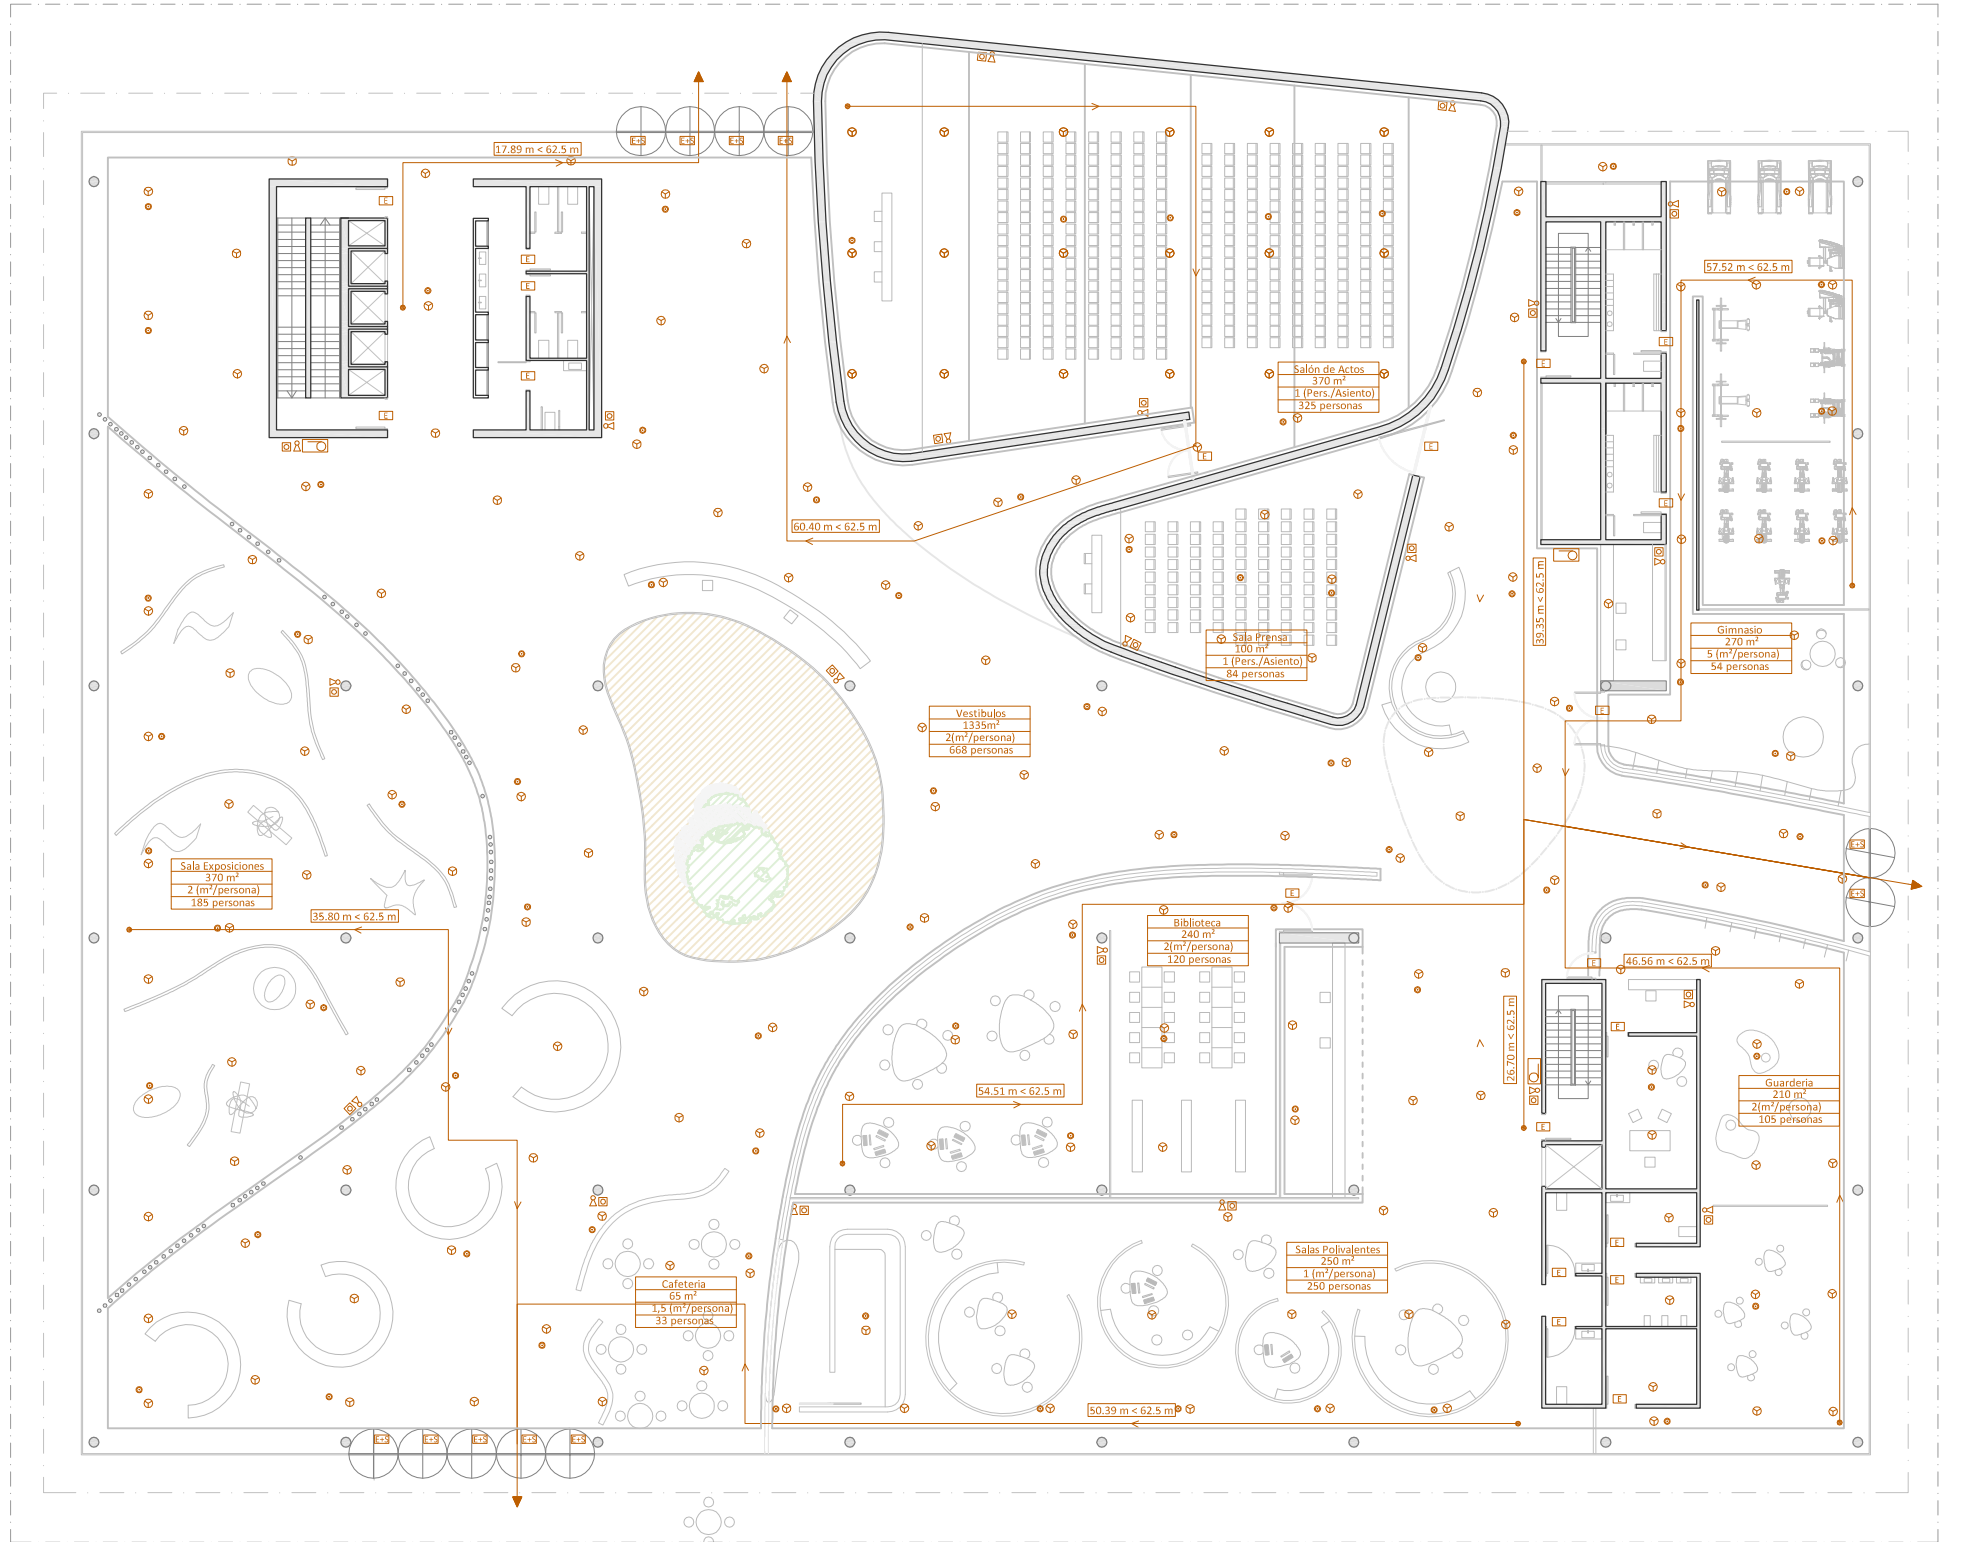 E+S
E+S
E+S
E+S
17.89 m < 62.5 m
E
E
E
E
E
57.52 m < 62.5 m
E
E
Salón de Actos
370 m²
1 (Pers./Asiento)
325 personas
E
E
E
60.40 m < 62.5 m
39.35 m < 62.5 m
Sala Prensa
100 m²
1 (Pers./Asiento)
84 personas
Gimnasio
270 m²
5 (m²/persona)
54 personas
Vestibulos
1335m²
2(m²/persona)
668 personas
E
E+S
E+S
Sala Exposiciones
370 m²
2 (m²/persona)
185 personas
35.80 m < 62.5 m
E
Biblioteca
240 m²
2(m²/persona)
120 personas
E
46.56 m < 62.5 m
26.70 m < 62.5 m
E
54.51 m < 62.5 m
Guarderia
210 m²
2(m²/persona)
105 personas
E
E
E
E
Salas Polivalentes
250 m²
1 (m²/persona)
250 personas
Cafeteria
65 m²
1,5 (m²/persona)
33 personas
E
E
50.39 m < 62.5 m
E+S
E+S
E+S
E+S
E+S